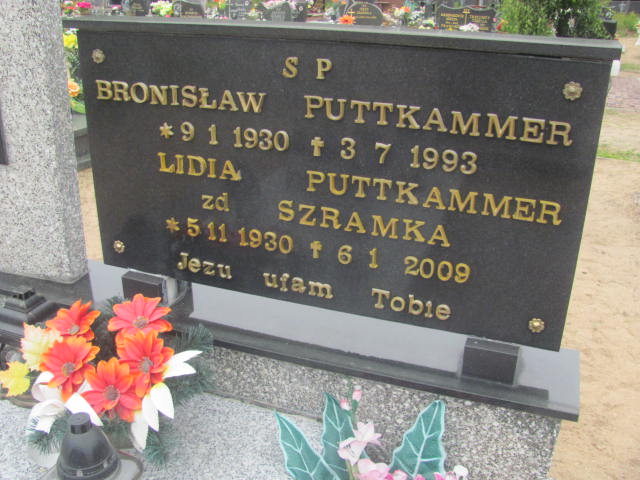 S P
BRONISŁAW PUTTKAMMER
*9 1 1930 ✝ 3 7 1993
LIDIA PUTTKAMMER
zd SZRAMKA
*5 11 1930 ✝ 6 1 2009
Jezu ufam Tobie